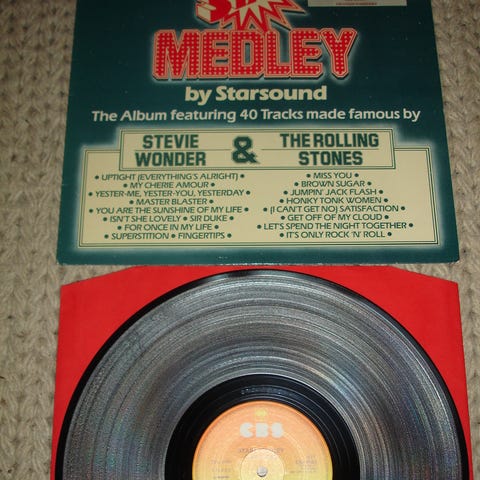 MEDLEY
by Starsound
The Album featuring 40 Tracks made famous by
STEVIE WONDER & THE ROLLING STONES
• UPTIGHT (EVERYTHING'S ALRIGHT) •
• MY CHERIE AMOUR •
YESTER-ME, YESTER-YOU, YESTERDAY •
• MASTER BLASTER •
• YOU ARE THE SUNSHINE OF MY LIFE •
• ISN'T SHE LOVELY • SIR DUKE •
• FOR ONCE IN MY LIFE •
• SUPERSTITION • FINGERTIPS •
• MISS YOU •
• BROWN SUGAR •
• JUMPIN' JACK FLASH •
• HONKY TONK WOMEN •
• (I CAN'T GET NO) SATISFACTION •
• GET OFF OF MY CLOUD •
• LET'S SPEND THE NIGHT TOGETHER •
• IT'S ONLY ROCK 'N' ROLL •
CBS